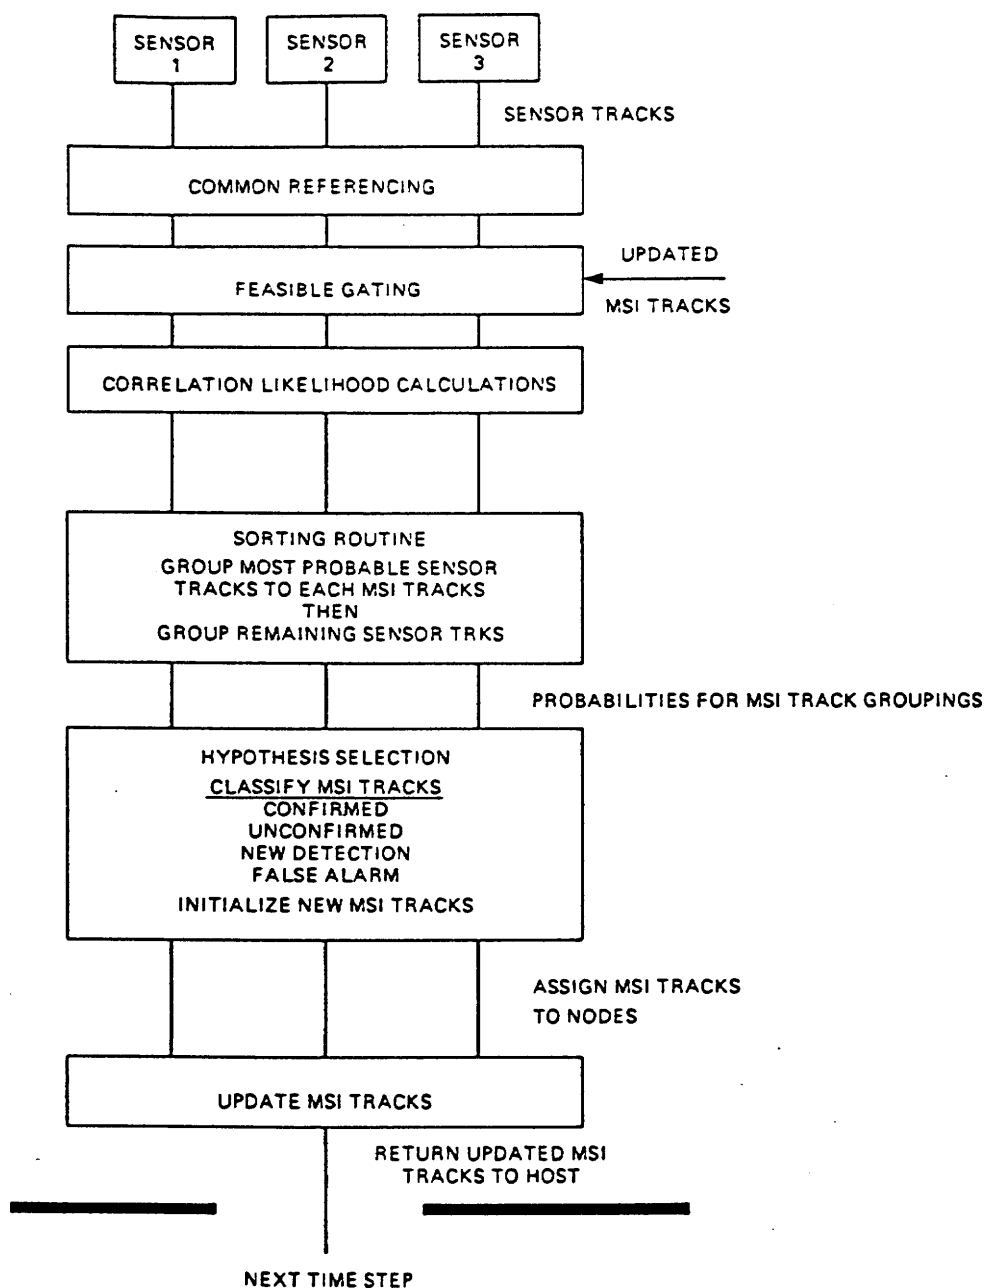 SENSOR
1
SENSOR
2
SENSOR
3
SENSOR TRACKS
COMMON REFERENCING
UPDATED
FEASIBLE GATING
MSI TRACKS
CORRELATION LIKELIHOOD CALCULATIONS
SORTING ROUTINE
GROUP MOST PROBABLE SENSOR
TRACKS TO EACH MSI TRACKS
THEN
GROUP REMAINING SENSOR TRKS
PROBABILITIES FOR MSI TRACK GROUPINGS
HYPOTHESIS SELECTION
CLASSIFY MSI TRACKS
CONFIRMED
UNCONFIRMED
NEW DETECTION
FALSE ALARM
INITIALIZE NEW MSI TRACKS
ASSIGN MSI TRACKS
TO NODES
UPDATE MSI TRACKS
RETURN UPDATED MSI
TRACKS TO HOST
NEXT TIME STEP